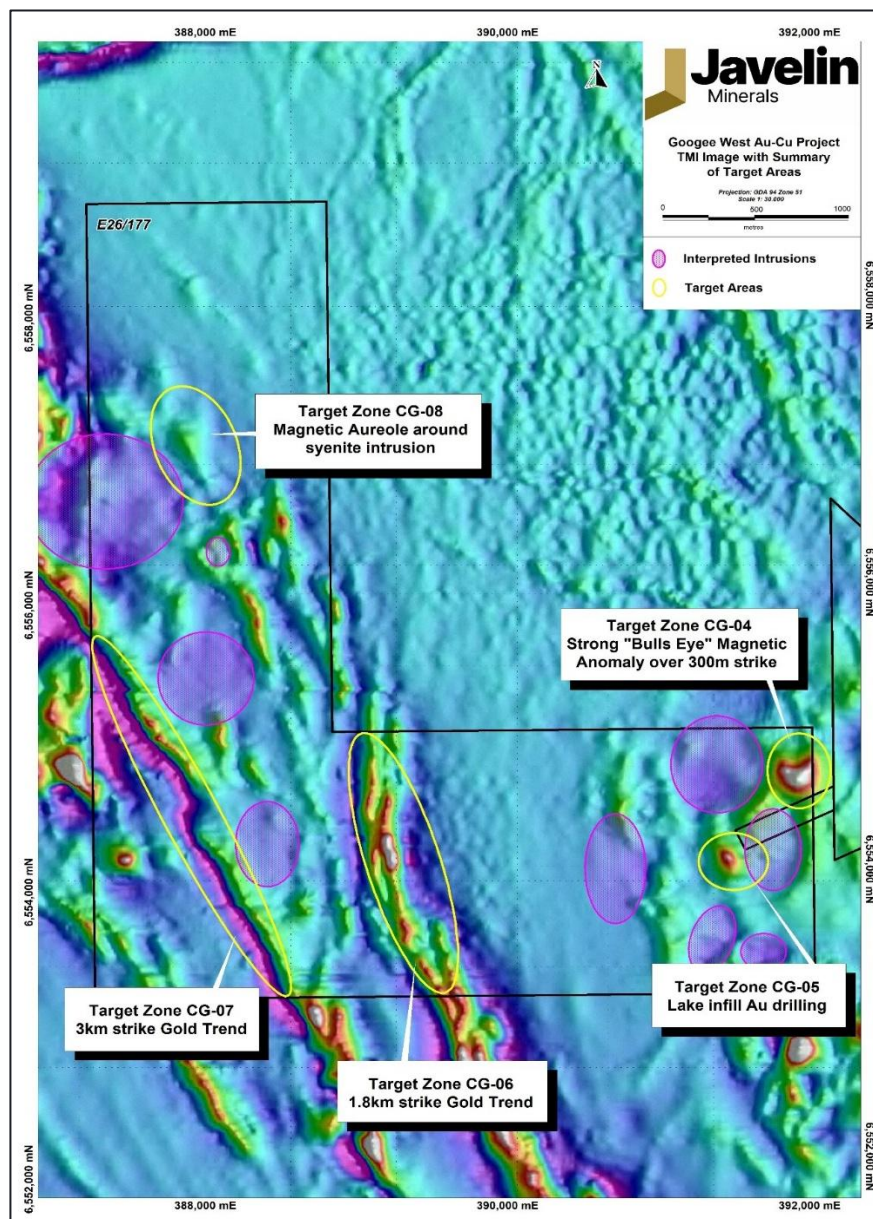 388,000 mE
390,000 mE
392,000 mE
N
Javelin
Minerals
Googee West Au-Cu Project
TMI Image with Summary
of Target Areas
Projection: GDA 94 Zone 51
Scale 1: 30,000
0
500
1000
metres
Interpreted Intrusions
Target Areas
E26/177
6,558,000 mN
6,558,000 mN
Target Zone CG-08
Magnetic Aureole around
syenite intrusion
6,556,000 mN
6,556,000 mN
Target Zone CG-04
Strong "Bulls Eye" Magnetic
Anomaly over 300m strike
6,554,000 mN
6,554,000 mN
Target Zone CG-05
Lake infill Au drilling
Target Zone CG-07
3km strike Gold Trend
Target Zone CG-06
1.8km strike Gold Trend
6,552,000 mN
6,552,000 mN
388,000 mE
390,000 mE
392,000 mE